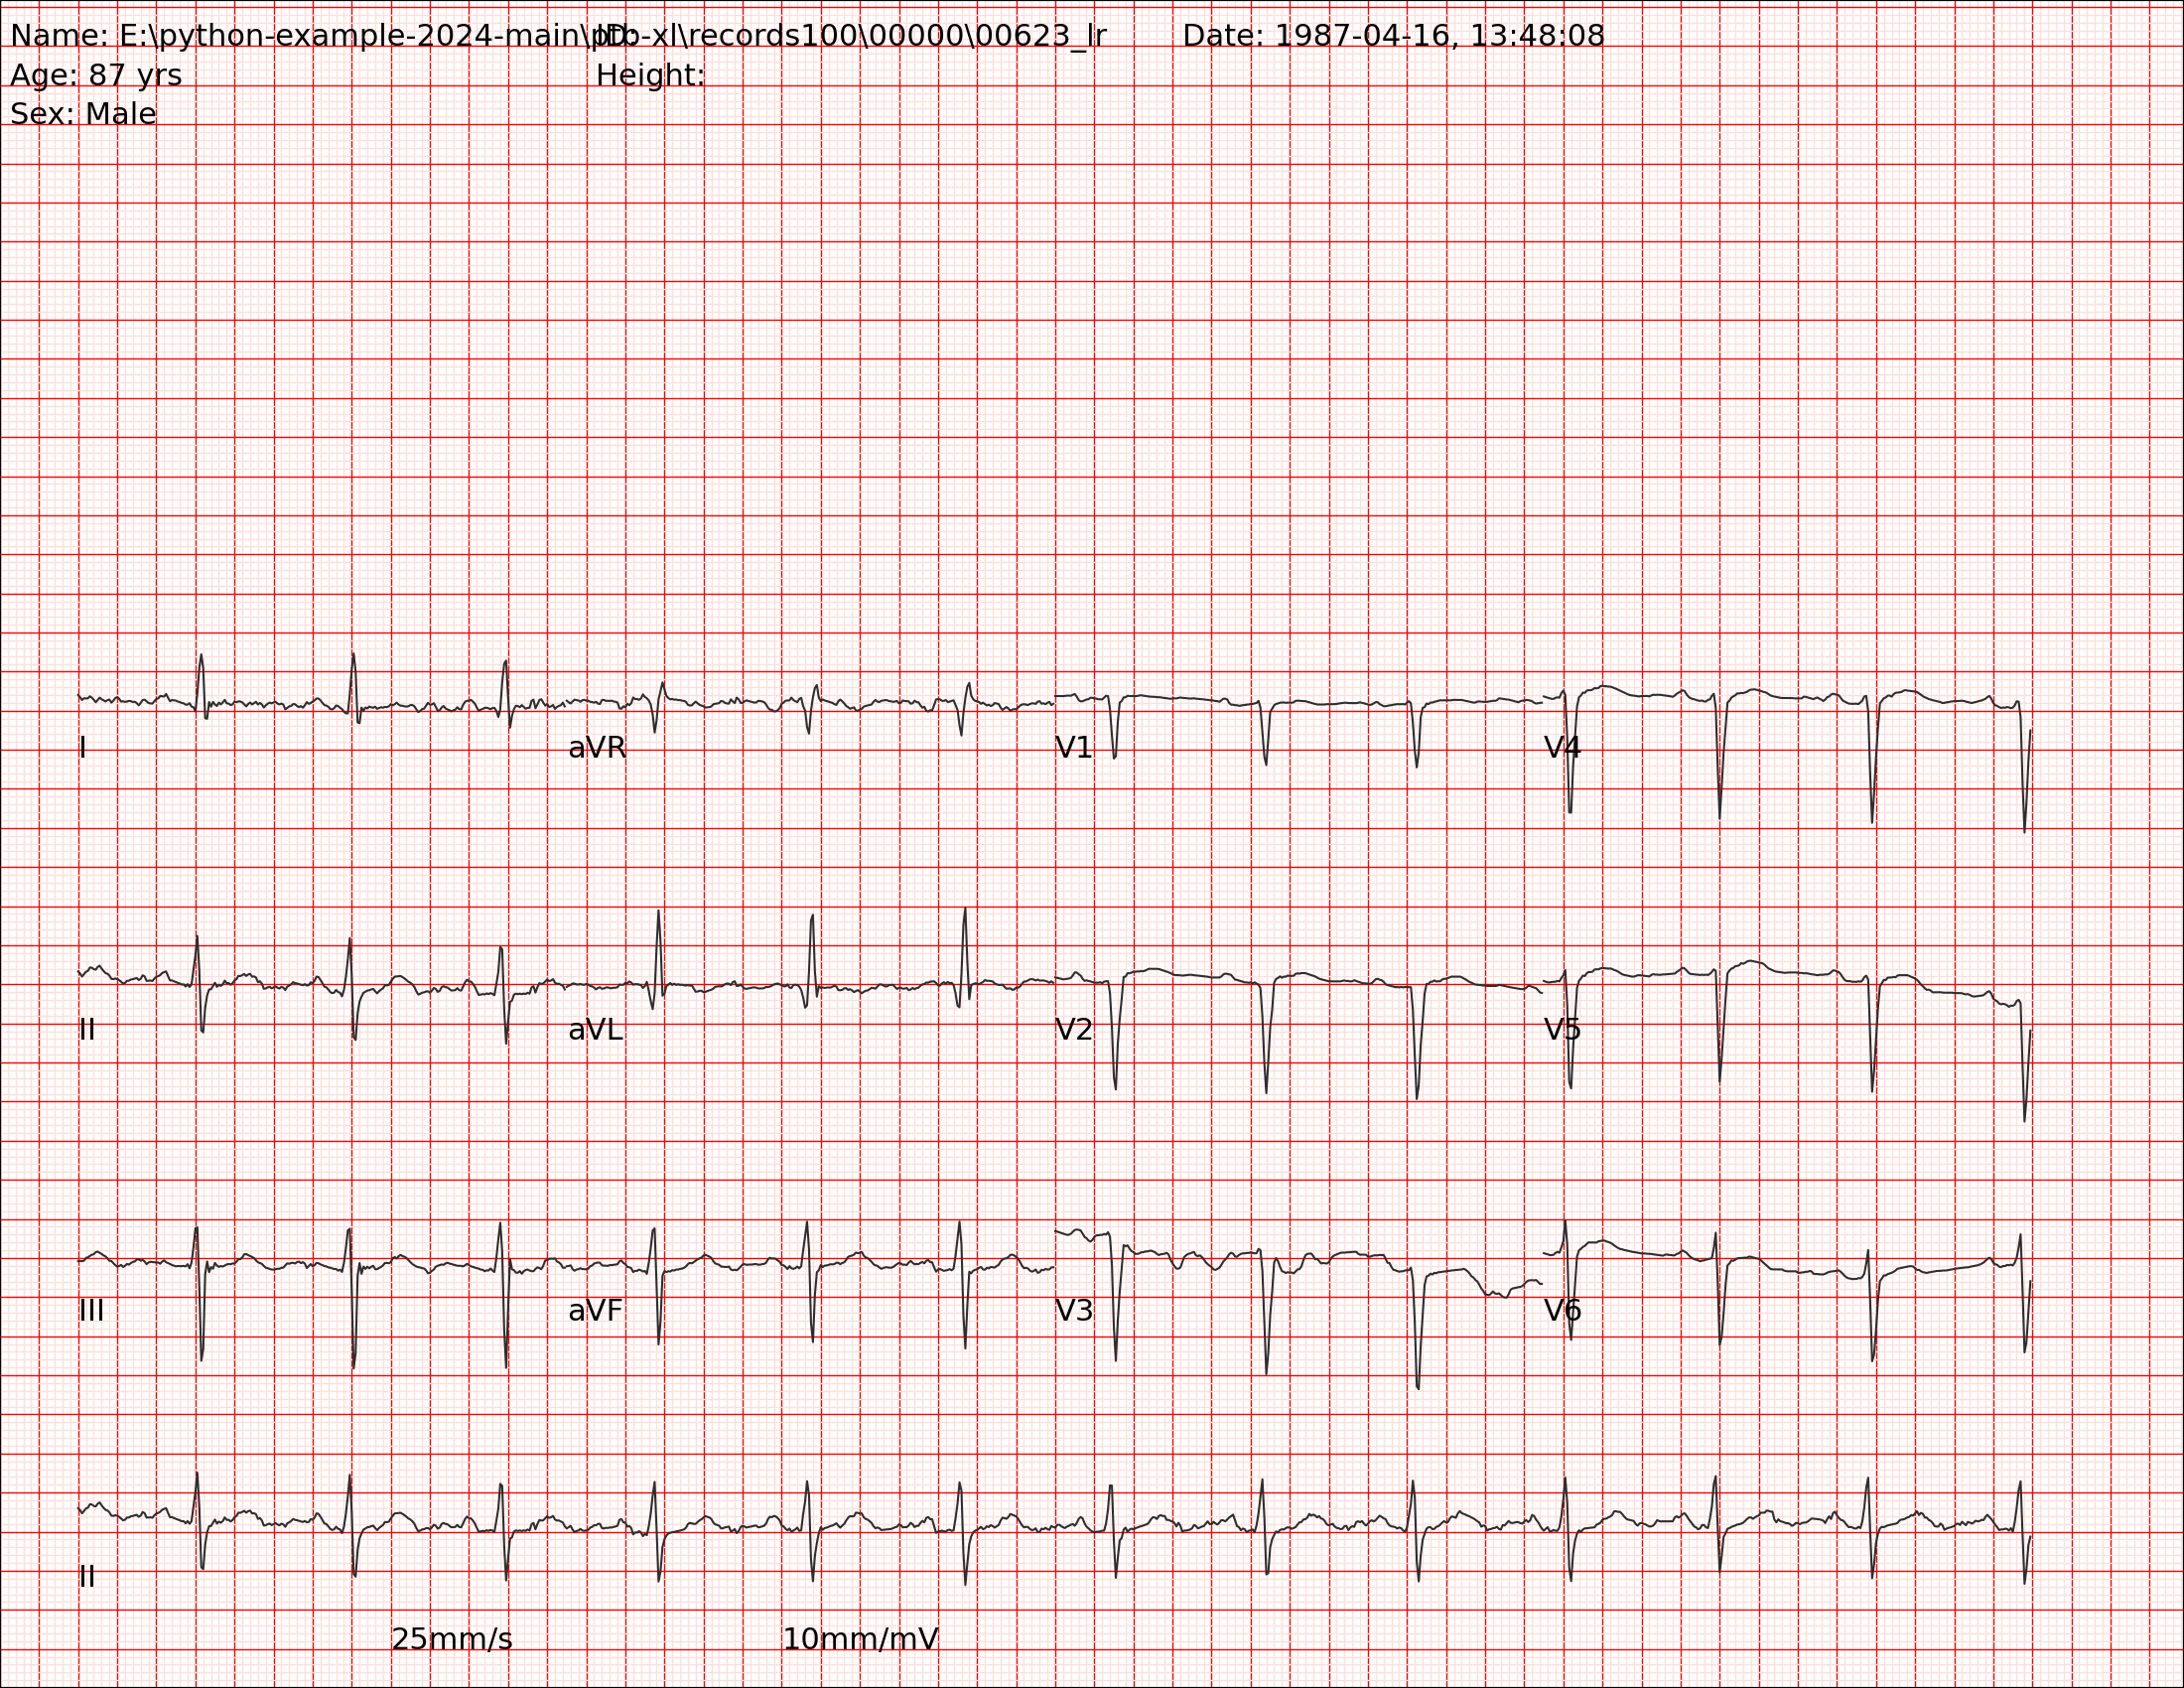 Name: E:\python-example-2024-main\ptb-xl\records100\00000\00623_lr ID: Date: 1987-04-16, 13:48:08
Age: 87 yrs Height:
Sex: Male
I aVR V1 V4
II aVL V2 V5
III aVF V3 V6
II
25mm/s 10mm/mV